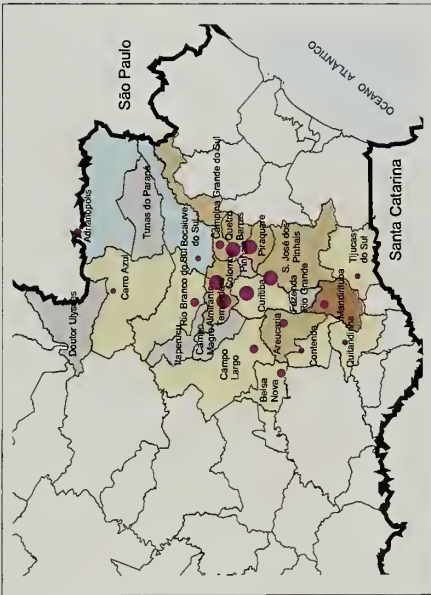 São Paulo
OCEANO ATLÂNTICO
Adrianópolis
Doutor Ulysses
Tunas do Paraná
Carro Azul
Bocaiúva
do Sul
Rio Branco do Sul
Itaperuçu
Campina Grande do Sul
Quatro
Barras
Colombo
Pinhais
Piraquara
Campo
Magro
Almirante
Campo
Largo
Curitiba
S. José dos
Pinhais
Araucária
Fazenda
Rio Grande
Balsa
Nova
Contenda
Mandirituba
Tijucas
do Sul
Quitandinha
Santa Catarina